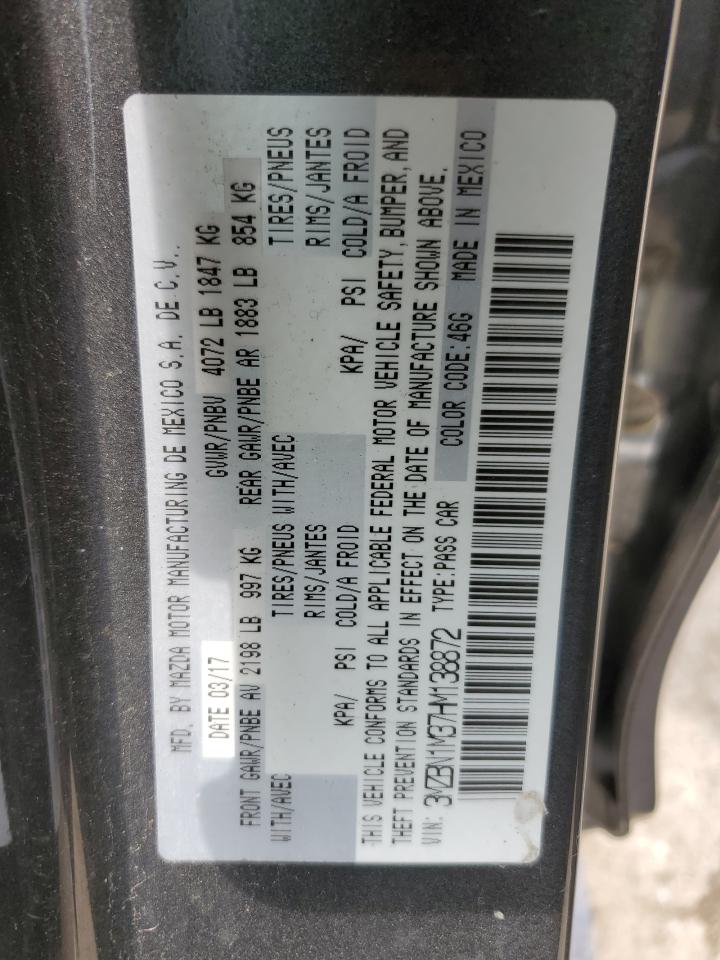 MFD. BY MAZDA MOTOR MANUFACTURING DE MEXICO S.A. DE C.V..
DATE 03/17 GVWR/PNBV 4072 LB 1847 KG
FRONT GAWR/PNBE AV 2198 LB 997 KG REAR GAWR/PNBE AR 1883 LB 854 KG
WITH/AVEC TIRES/PNEUS WITH/AVEC TIRES/PNEUS
RIMS/JANTES RIMS/JANTES
KPA/ PSI COLD/A FROID KPA/ PSI COLD/A FROID
THIS VEHICLE CONFORMS TO ALL APPLICABLE FEDERAL MOTOR VEHICLE SAFETY, BUMPER, AND
THEFT PREVENTION STANDARDS IN EFFECT ON THE DATE OF MANUFACTURE SHOWN ABOVE.
VIN: 3MZBN1M37HM138872 TYPE:PASS CAR COLOR CODE:46G MADE IN MEXICO